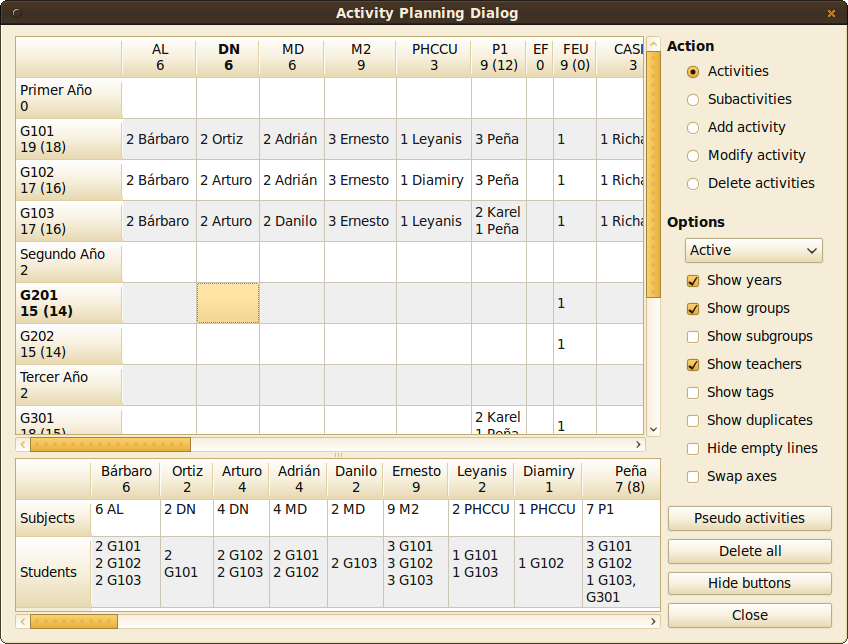 Activity Planning Dialog
AL DN MD M2 PHCCU P1 EF FEU CASI
6 6 6 9 3 9 (12) 0 9 (0) 3
Primer Año
0
G101
19 (18)
2 Bárbaro 2 Ortiz 2 Adrián 3 Ernesto 1 Leyanis 3 Peña 1 1 Richa
G102
17 (16)
2 Bárbaro 2 Arturo 2 Adrián 3 Ernesto 1 Diamiry 3 Peña 1 1 Richa
G103
17 (16)
2 Bárbaro 2 Arturo 2 Danilo 3 Ernesto 1 Leyanis 2 Karel 1 1 Richa
1 Peña
Segundo Año
2
G201
15 (14)
1
G202
15 (14)
1
Tercer Año
2
G301
18 (15)
2 Karel
1 Peña
1
Bárbaro Ortiz Arturo Adrián Danilo Ernesto Leyanis Diamiry Peña
6 2 4 4 2 9 2 1 7 (8)
Subjects 6 AL 2 DN 4 DN 4 MD 2 MD 9 M2 2 PHCCU 1 PHCCU 7 P1
Students
2 G101
2 G102
2 G103
2
G101
2 G102
2 G103
2 G101
2 G102
2 G103
3 G101
3 G102
3 G103
1 G101
1 G103
1 G102
3 G101
3 G102
1 G103,
G301
Action
Activities
Subactivities
Add activity
Modify activity
Delete activities
Options
Active
Show years
Show groups
Show subgroups
Show teachers
Show tags
Show duplicates
Hide empty lines
Swap axes
Pseudo activities
Delete all
Hide buttons
Close